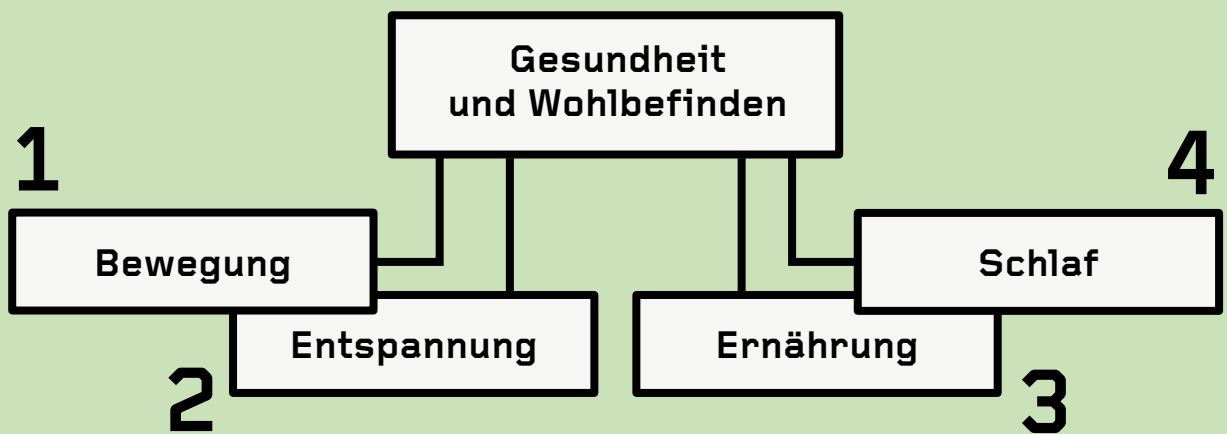 Gesundheit
und Wohlbefinden
1
Bewegung
2
Entspannung
3
Ernährung
4
Schlaf